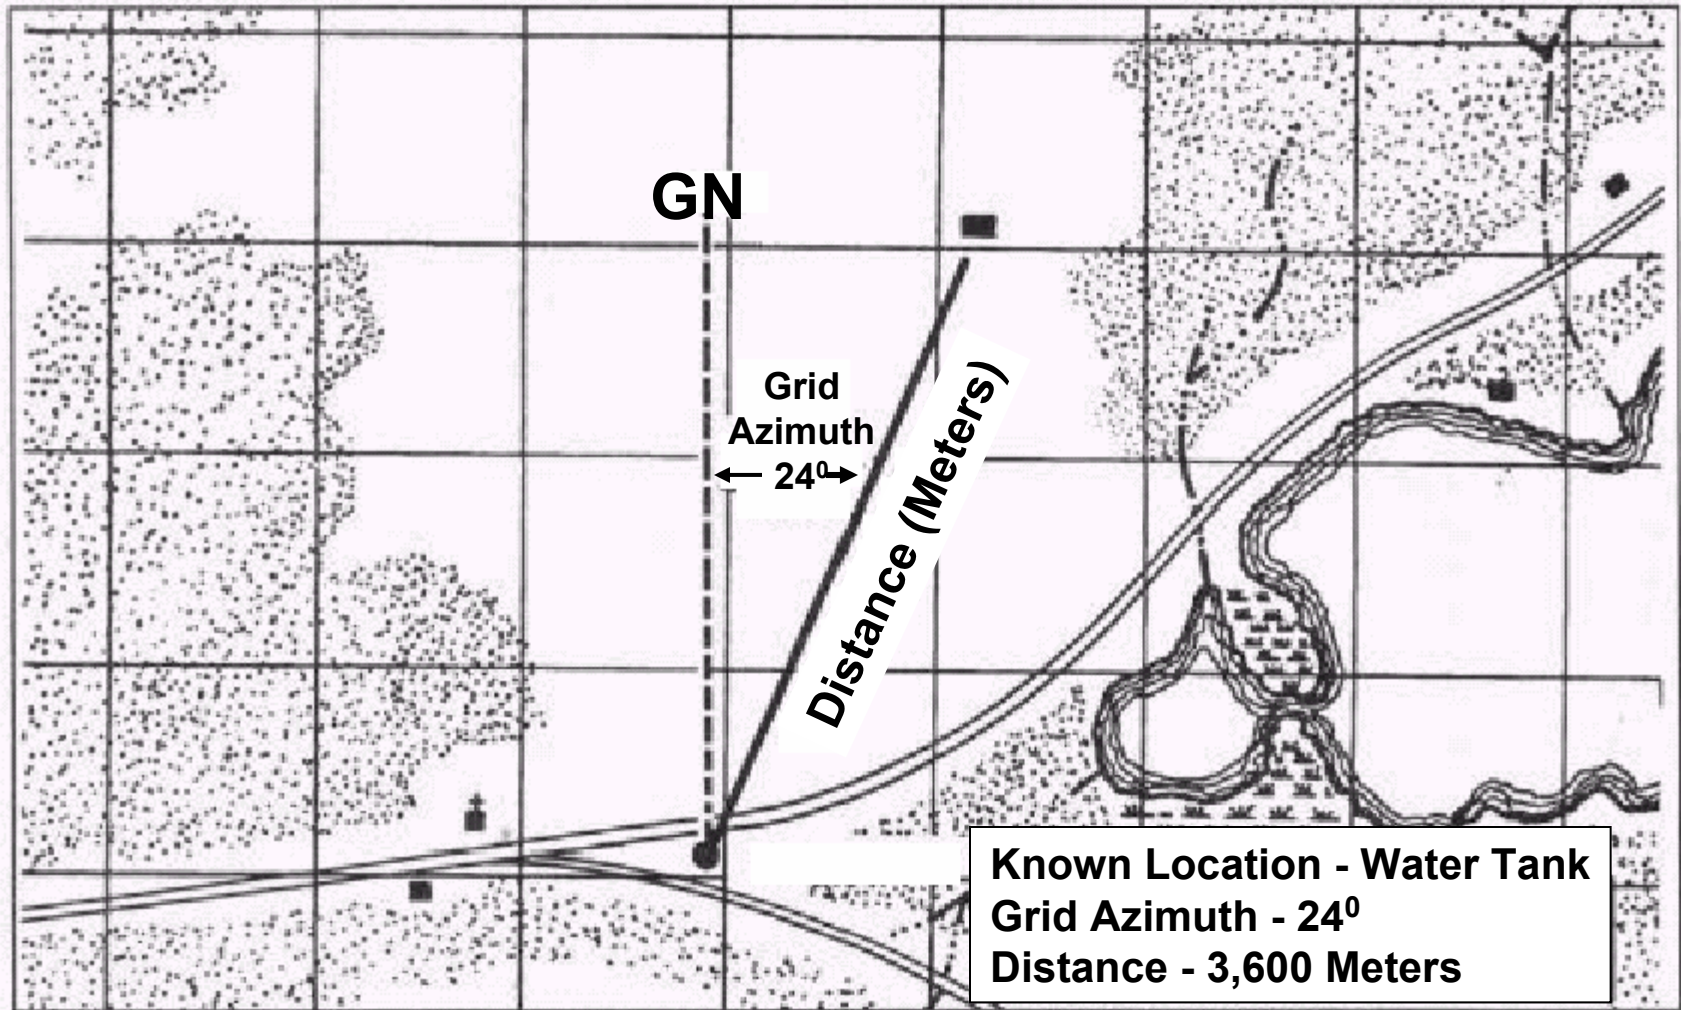 GN
Grid
Azimuth
24⁰
Distance (Meters)
Known Location - Water Tank
Grid Azimuth - 24⁰
Distance - 3,600 Meters